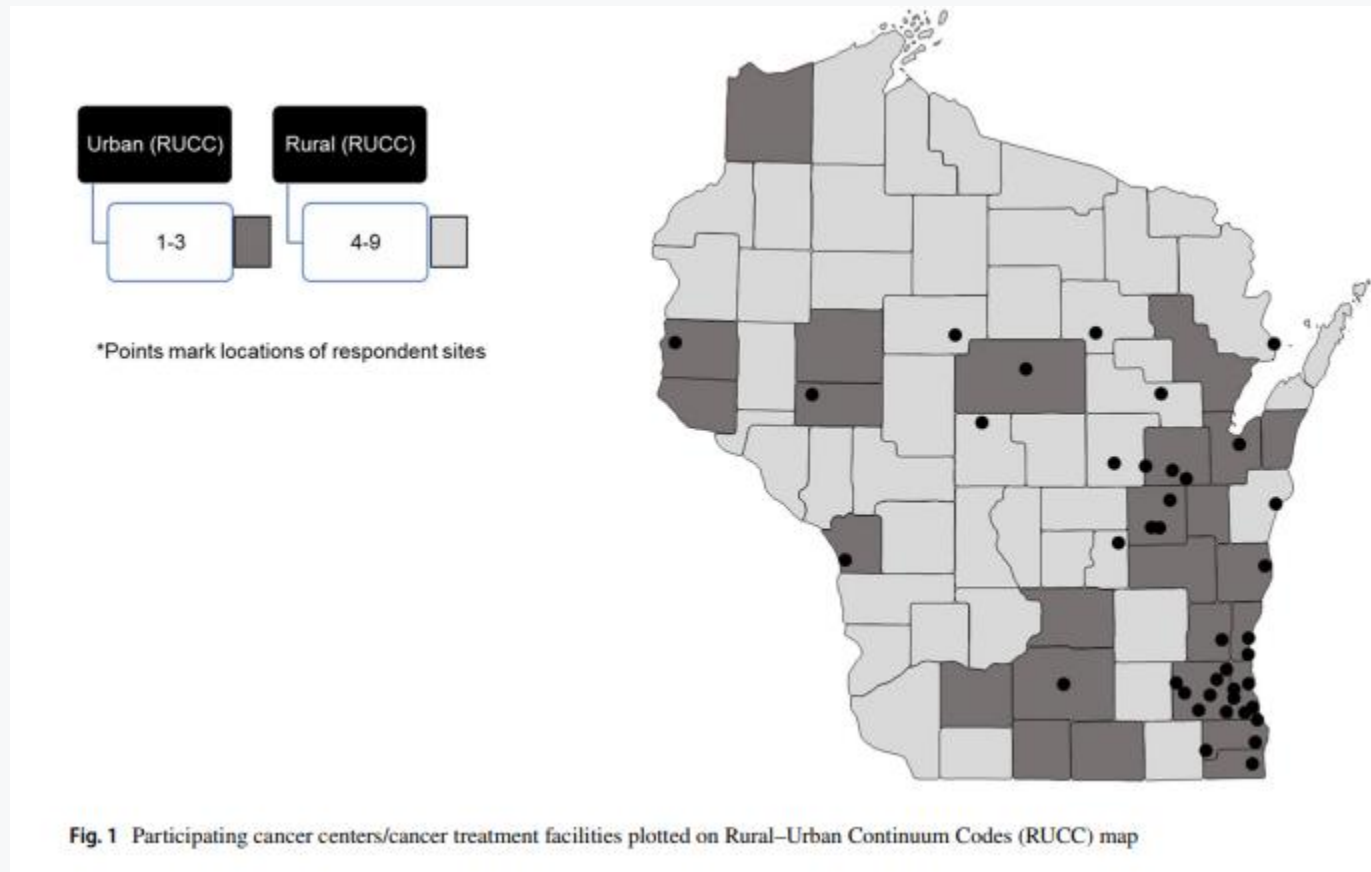 Urban (RUCC)
Rural (RUCC)
1-3
4-9
*Points mark locations of respondent sites
Fig. 1 Participating cancer centers/cancer treatment facilities plotted on Rural–Urban Continuum Codes (RUCC) map